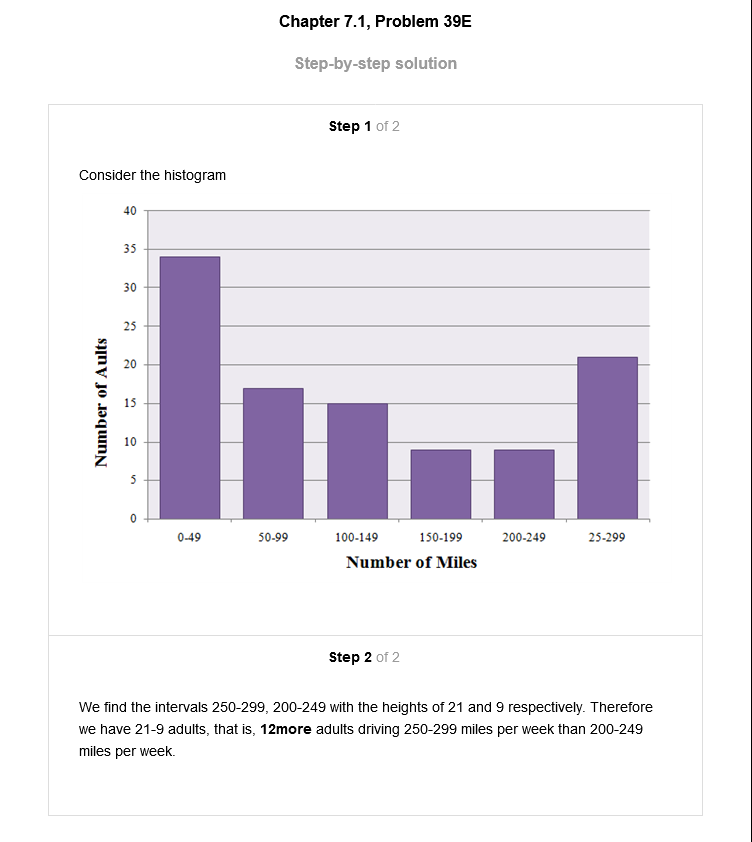 Chapter 7.1, Problem 39E
Step-by-step solution
Step 1 of 2
Consider the histogram
40
35
30
25
20
15
10
5
0
Number of Aults
0-49 50-99 100-149 150-199 200-249 25-299
Number of Miles
Step 2 of 2
We find the intervals 250-299, 200-249 with the heights of 21 and 9 respectively. Therefore
we have 21-9 adults, that is, 12more adults driving 250-299 miles per week than 200-249
miles per week.